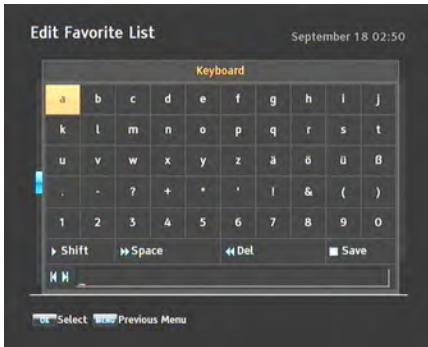 Edit Favorite List
September 18 02:50
Keyboard
a b c d e f g h i j
k l m n o p q r s t
u v w x y z ä ö ü ß
. - ? + * ' ! & ( )
1 2 3 4 5 6 7 8 9 0
Shift Space Del Save
_
OK Select MENU Previous Menu